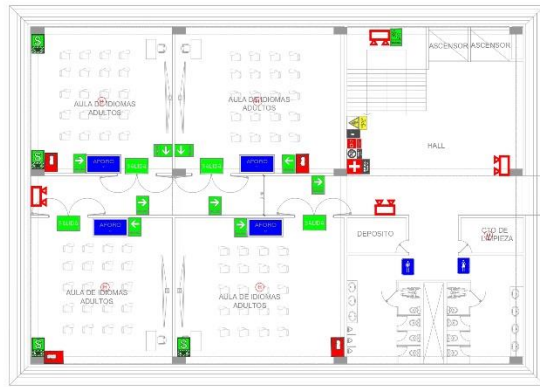 ASCENSOR
ASCENSOR
AULA DE IDIOMAS
ADULTOS
AULA DE IDIOMAS
ADULTOS
HALL
AFORO
SALIDA
SALIDA
AFORO
SALIDA
AFORO
AFORO
SALIDA
DEPOSITO
CTO DE
LIMPIEZA
AULA DE IDIOMAS
ADULTOS
AULA DE IDIOMAS
ADULTOS